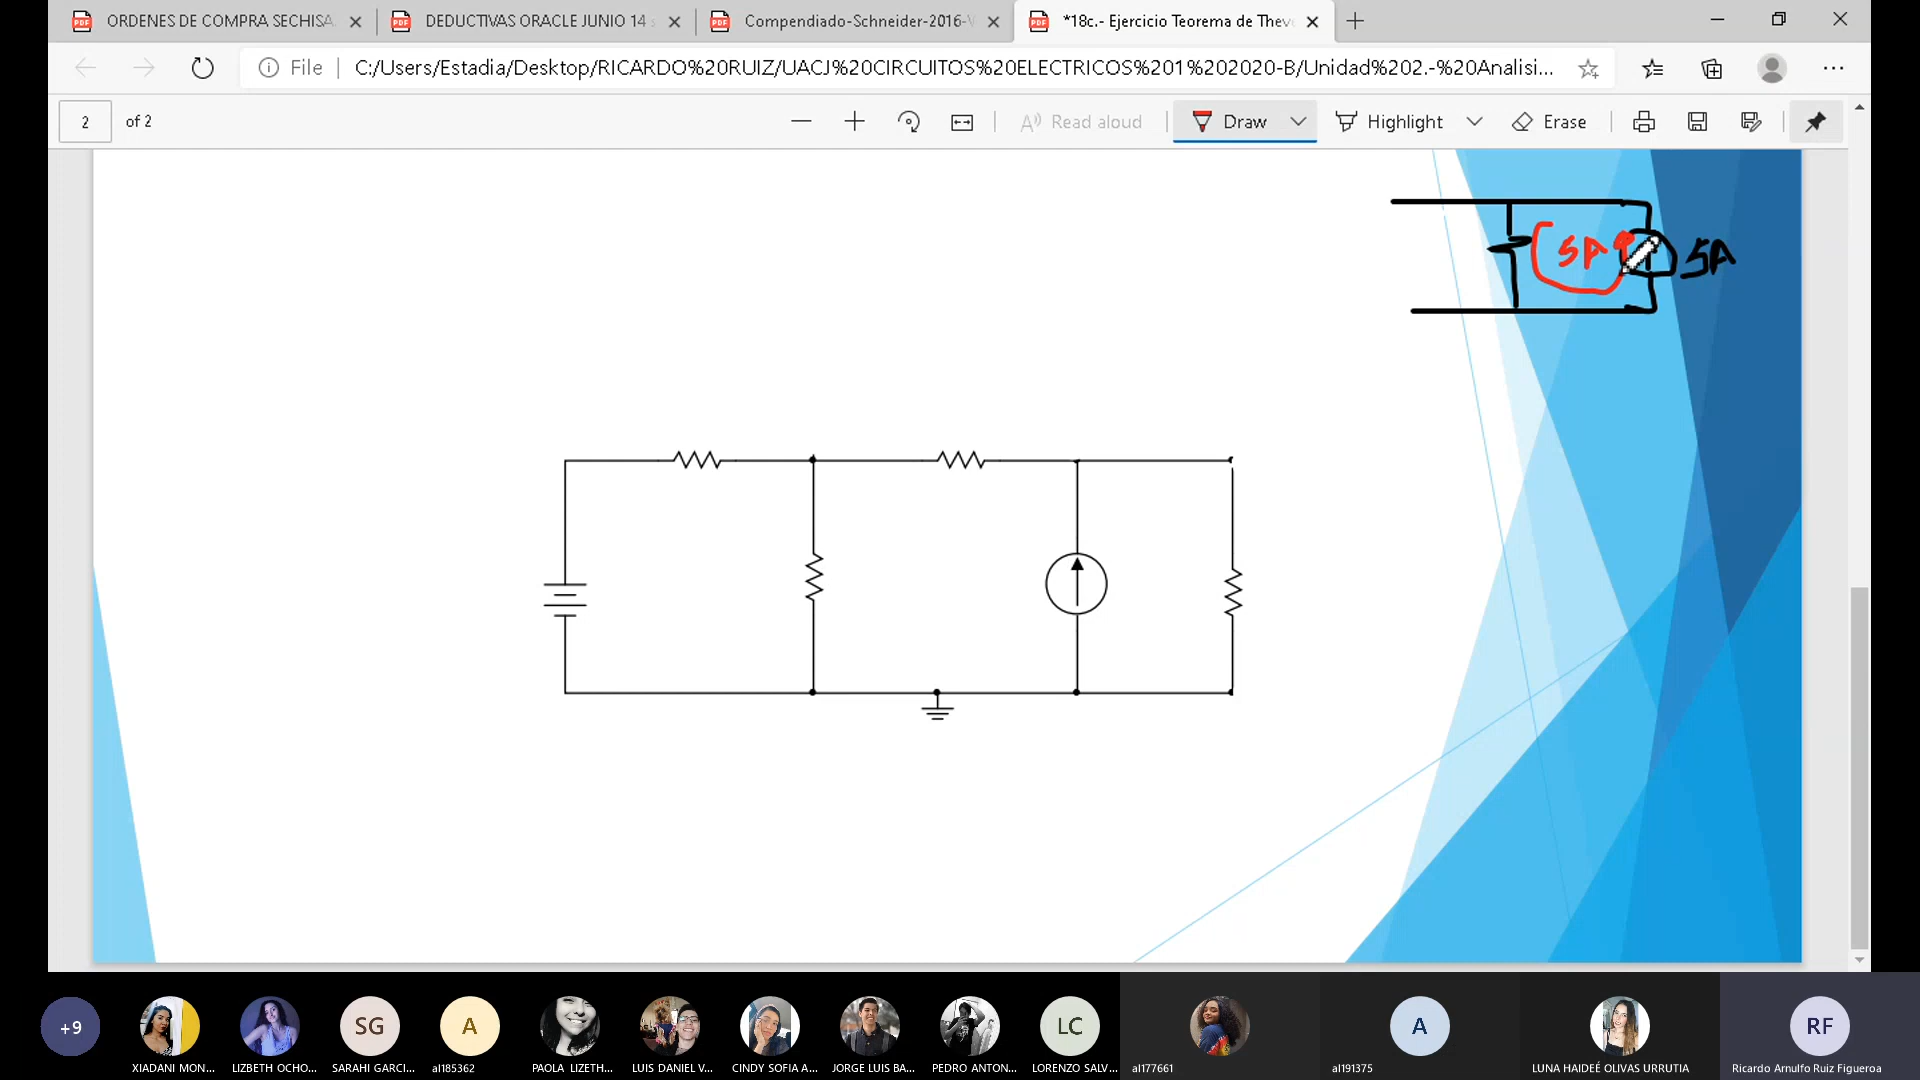 ORDENES DE COMPRA SECHISA
DEDUCTIVAS ORACLE JUNIO 14
Compendiado-Schneider-2016-V
*18c.- Ejercicio Teorema de Theve
File
C:/Users/Estadia/Desktop/RICARDO%20RUIZ/UACJ%20CIRCUITOS%20ELECTRICOS%201%202020-B/Unidad%202.-%20Analisi...
2 of 2
Read aloud
Draw
Highlight
Erase
5A
5A
+9
SG
A
LC
A
RF
XIADANI MON...
LIZBETH OCHO...
SARAHI GARCI...
al185362
PAOLA LIZETH...
LUIS DANIEL V...
CINDY SOFIA A...
JORGE LUIS BA...
PEDRO ANTON...
LORENZO SALV...
al177661
al191375
LUNA HAIDEÉ OLIVAS URRUTIA
Ricardo Arnulfo Ruiz Figueroa